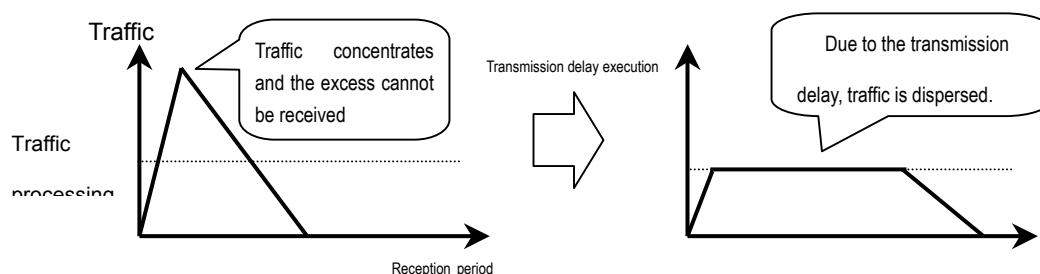 Traffic
Traffic concentrates
and the excess cannot
be received
Traffic
processing
Reception period
Transmission delay execution
Due to the transmission
delay, traffic is dispersed.